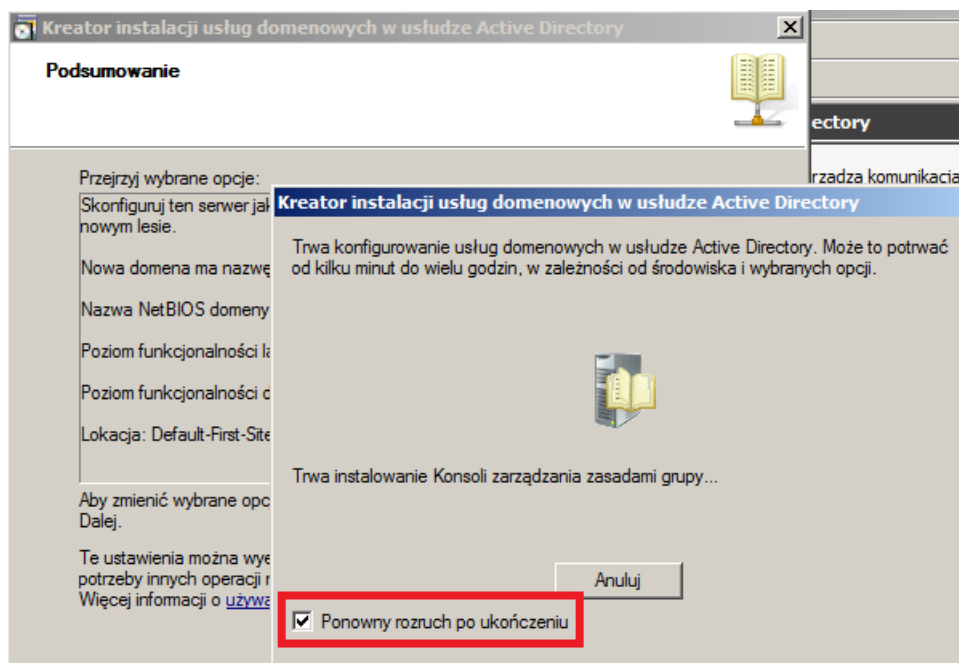 Kreator instalacji usług domenowych w usłudze Active Directory
Podsumowanie
ectory
rzadza komunikacja
Przejrzyj wybrane opcje:
Skonfiguruj ten serwer jak
nowym lesie.
Nowa domena ma nazwę
Nazwa NetBIOS domeny
Poziom funkcjonalności la
Poziom funkcjonalności d
Lokacja: Default-First-Site
Aby zmienić wybrane opc
Dalej.
Te ustawienia można wye
potrzeby innych operacji r
Więcej informacji o używa
Kreator instalacji usług domenowych w usłudze Active Directory
Trwa konfigurowanie usług domenowych w usłudze Active Directory. Może to potrwać
od kilku minut do wielu godzin, w zależności od środowiska i wybranych opcji.
Trwa instalowanie Konsoli zarządzania zasadami grupy...
Anuluj
Ponowny rozruch po ukończeniu